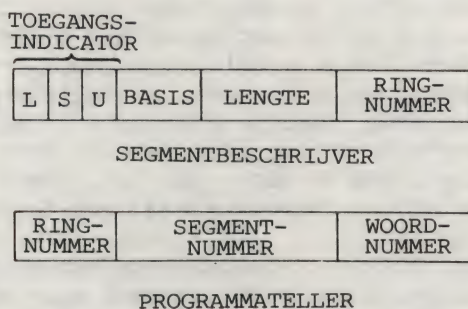 TOEGANGS-
INDICATOR
L S U BASIS LENGTE RING-
NUMMER
SEGMENTBESCHRIJVER
RING-
NUMMER SEGMENT-
NUMMER WOORD-
NUMMER
PROGRAMMATELLER